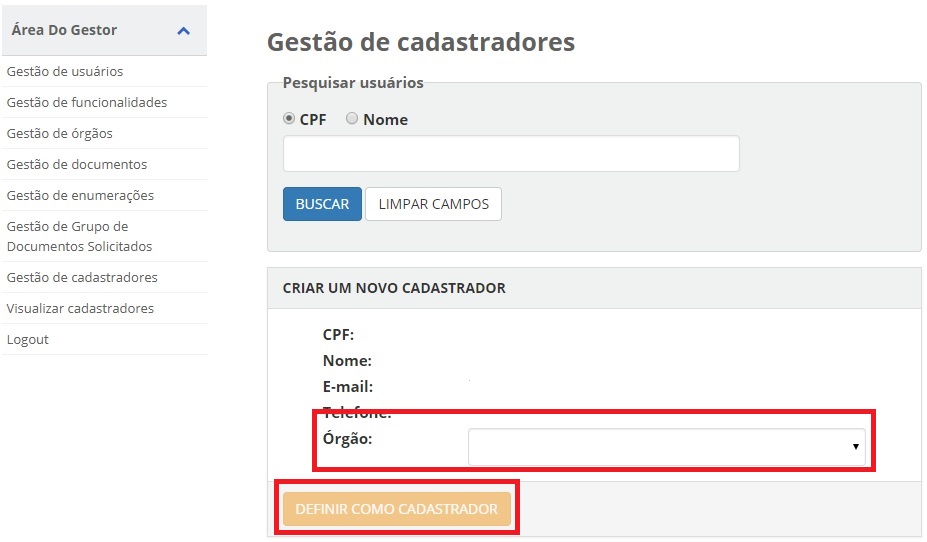 Área Do Gestor
Gestão de usuários
Gestão de funcionalidades
Gestão de órgãos
Gestão de documentos
Gestão de enumerações
Gestão de Grupo de
Documentos Solicitados
Gestão de cadastradores
Visualizar cadastradores
Logout
Gestão de cadastradores
Pesquisar usuários
CPF Nome
BUSCAR LIMPAR CAMPOS
CRIAR UM NOVO CADASTRADOR
CPF:
Nome:
E-mail:
Telefone:
Órgão:
DEFINIR COMO CADASTRADOR